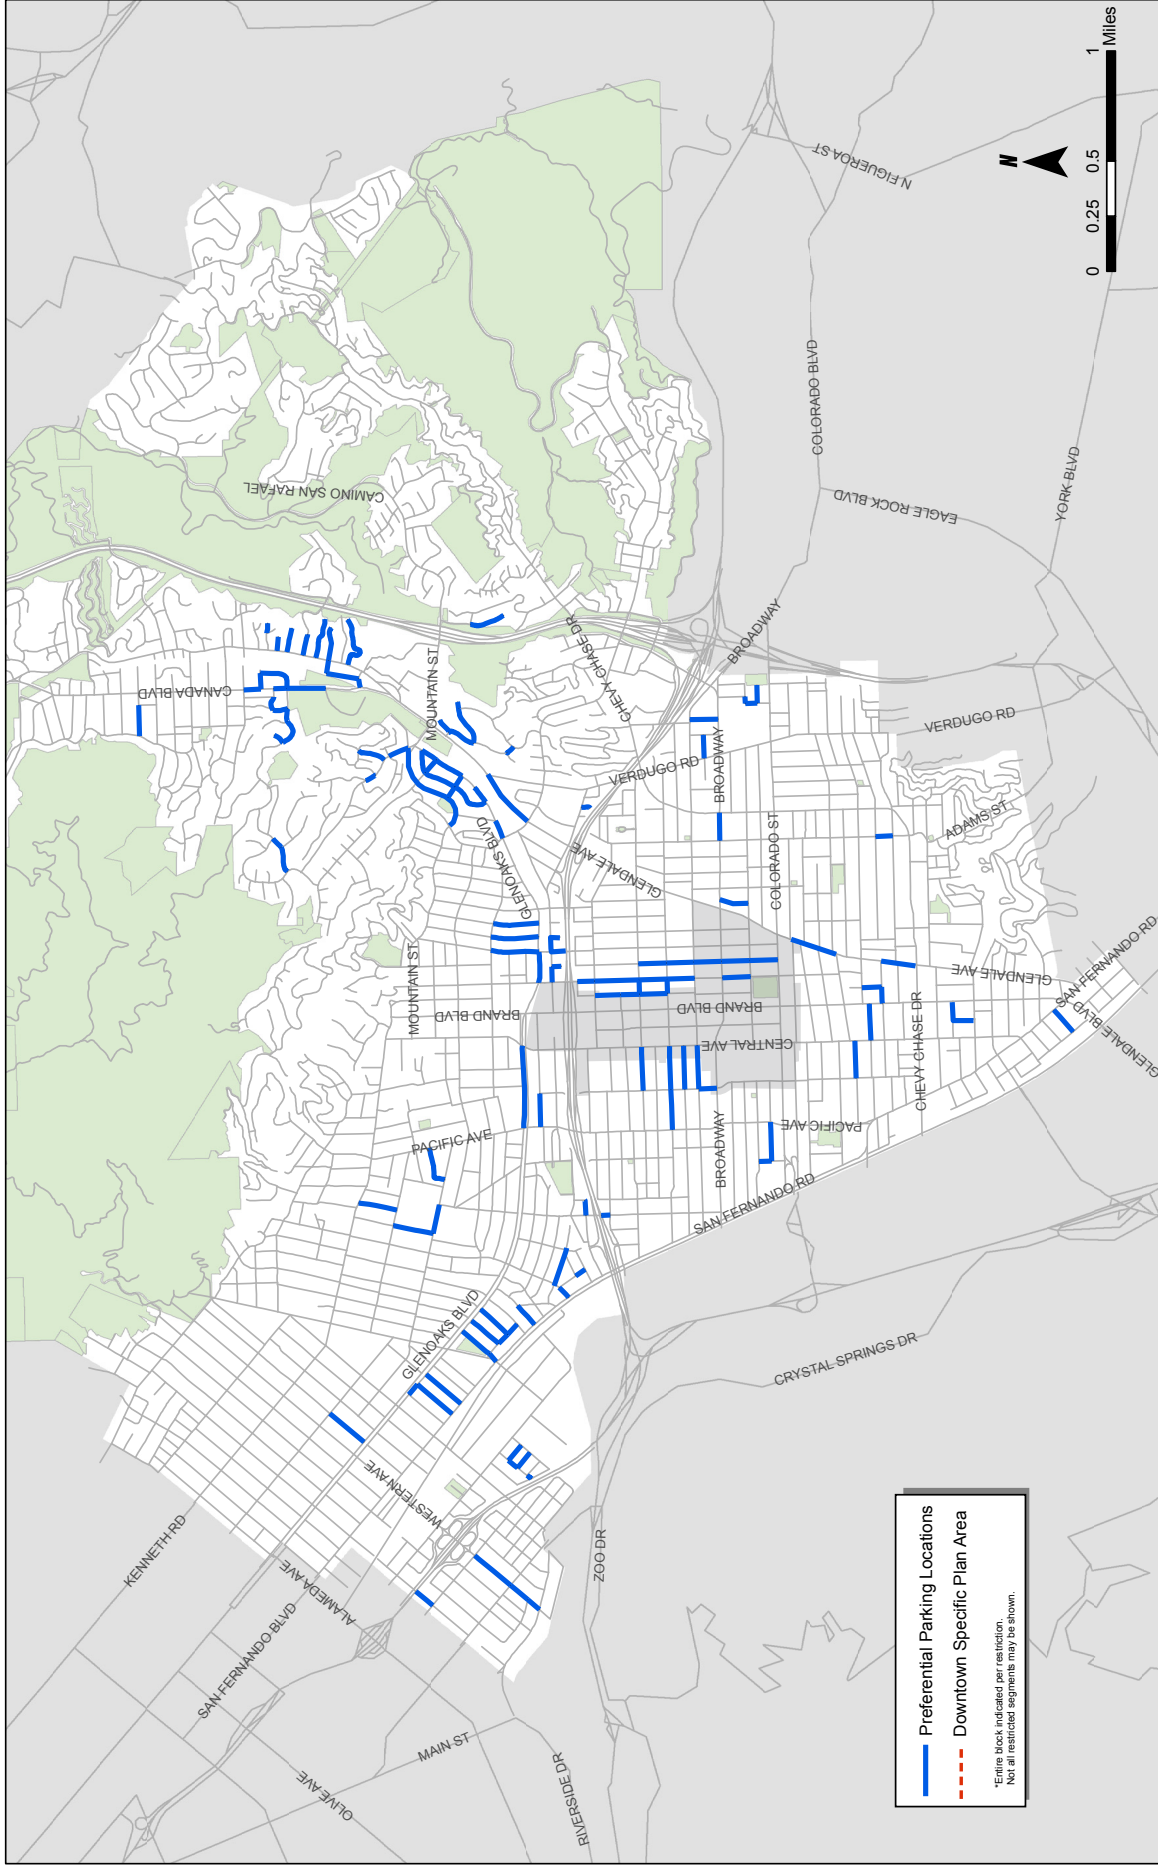 KENNETH RD
SAN FERNANDO BLVD
ALAMEDA AVE
OLIVE AVE
MAIN ST
RIVERSIDE DR
WESTERN AVE
ZOO DR
CRYSTAL SPRINGS DR
GLENOAKS BLVD
PACIFIC AVE
MOUNTAIN ST
BRAND BLVD
GLENOAKS BLVD
MOUNTAIN ST
CANADA BLVD
CAMINO SAN RAFAEL
CHEVY CHASE DR
GLENDALE AVE
VERDUGO RD
BROADWAY
BROADWAY
COLORADO ST
BRAND BLVD
CENTRAL AVE
BROADWAY
PACIFIC AVE
SAN FERNANDO RD
CHEVY CHASE DR
GLENDALE AVE
ADAMS ST
VERDUGO RD
SAN FERNANDO RD
GLENDALE BLVD
COLORADO BLVD
EAGLE ROCK BLVD
YORK BLVD
N FIGUEROA ST
N
0 0.25 0.5 1
Miles
Preferential Parking Locations
Downtown Specific Plan Area
*Entire block indicated per restriction.
Not all restricted segments may be shown.